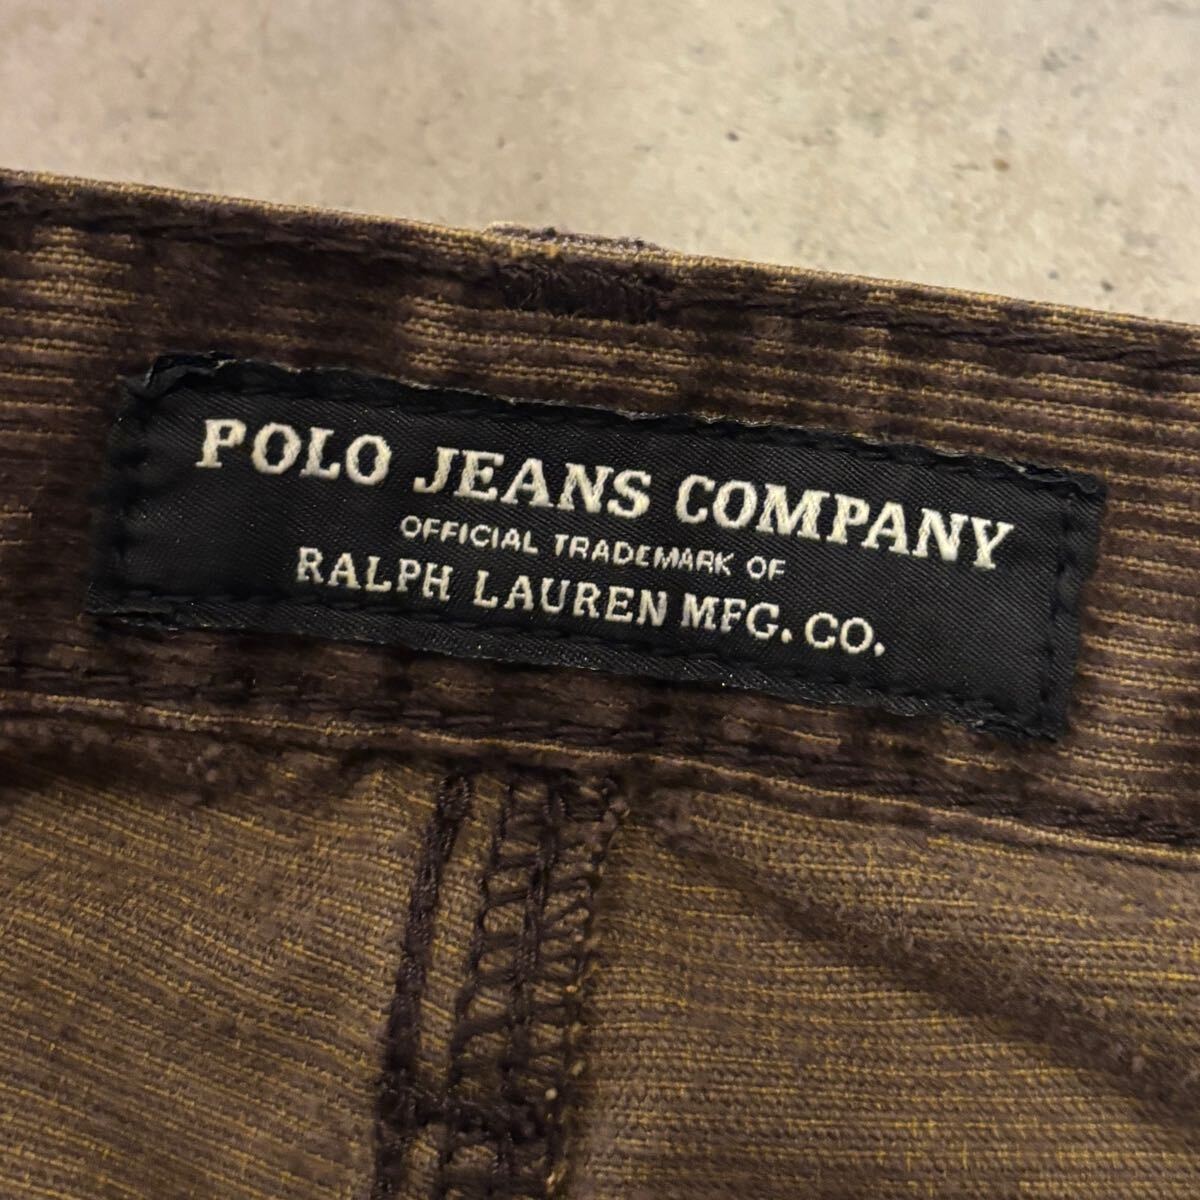 POLO JEANS COMPANY
OFFICIAL TRADEMARK OF
RALPH LAUREN MFG. CO.